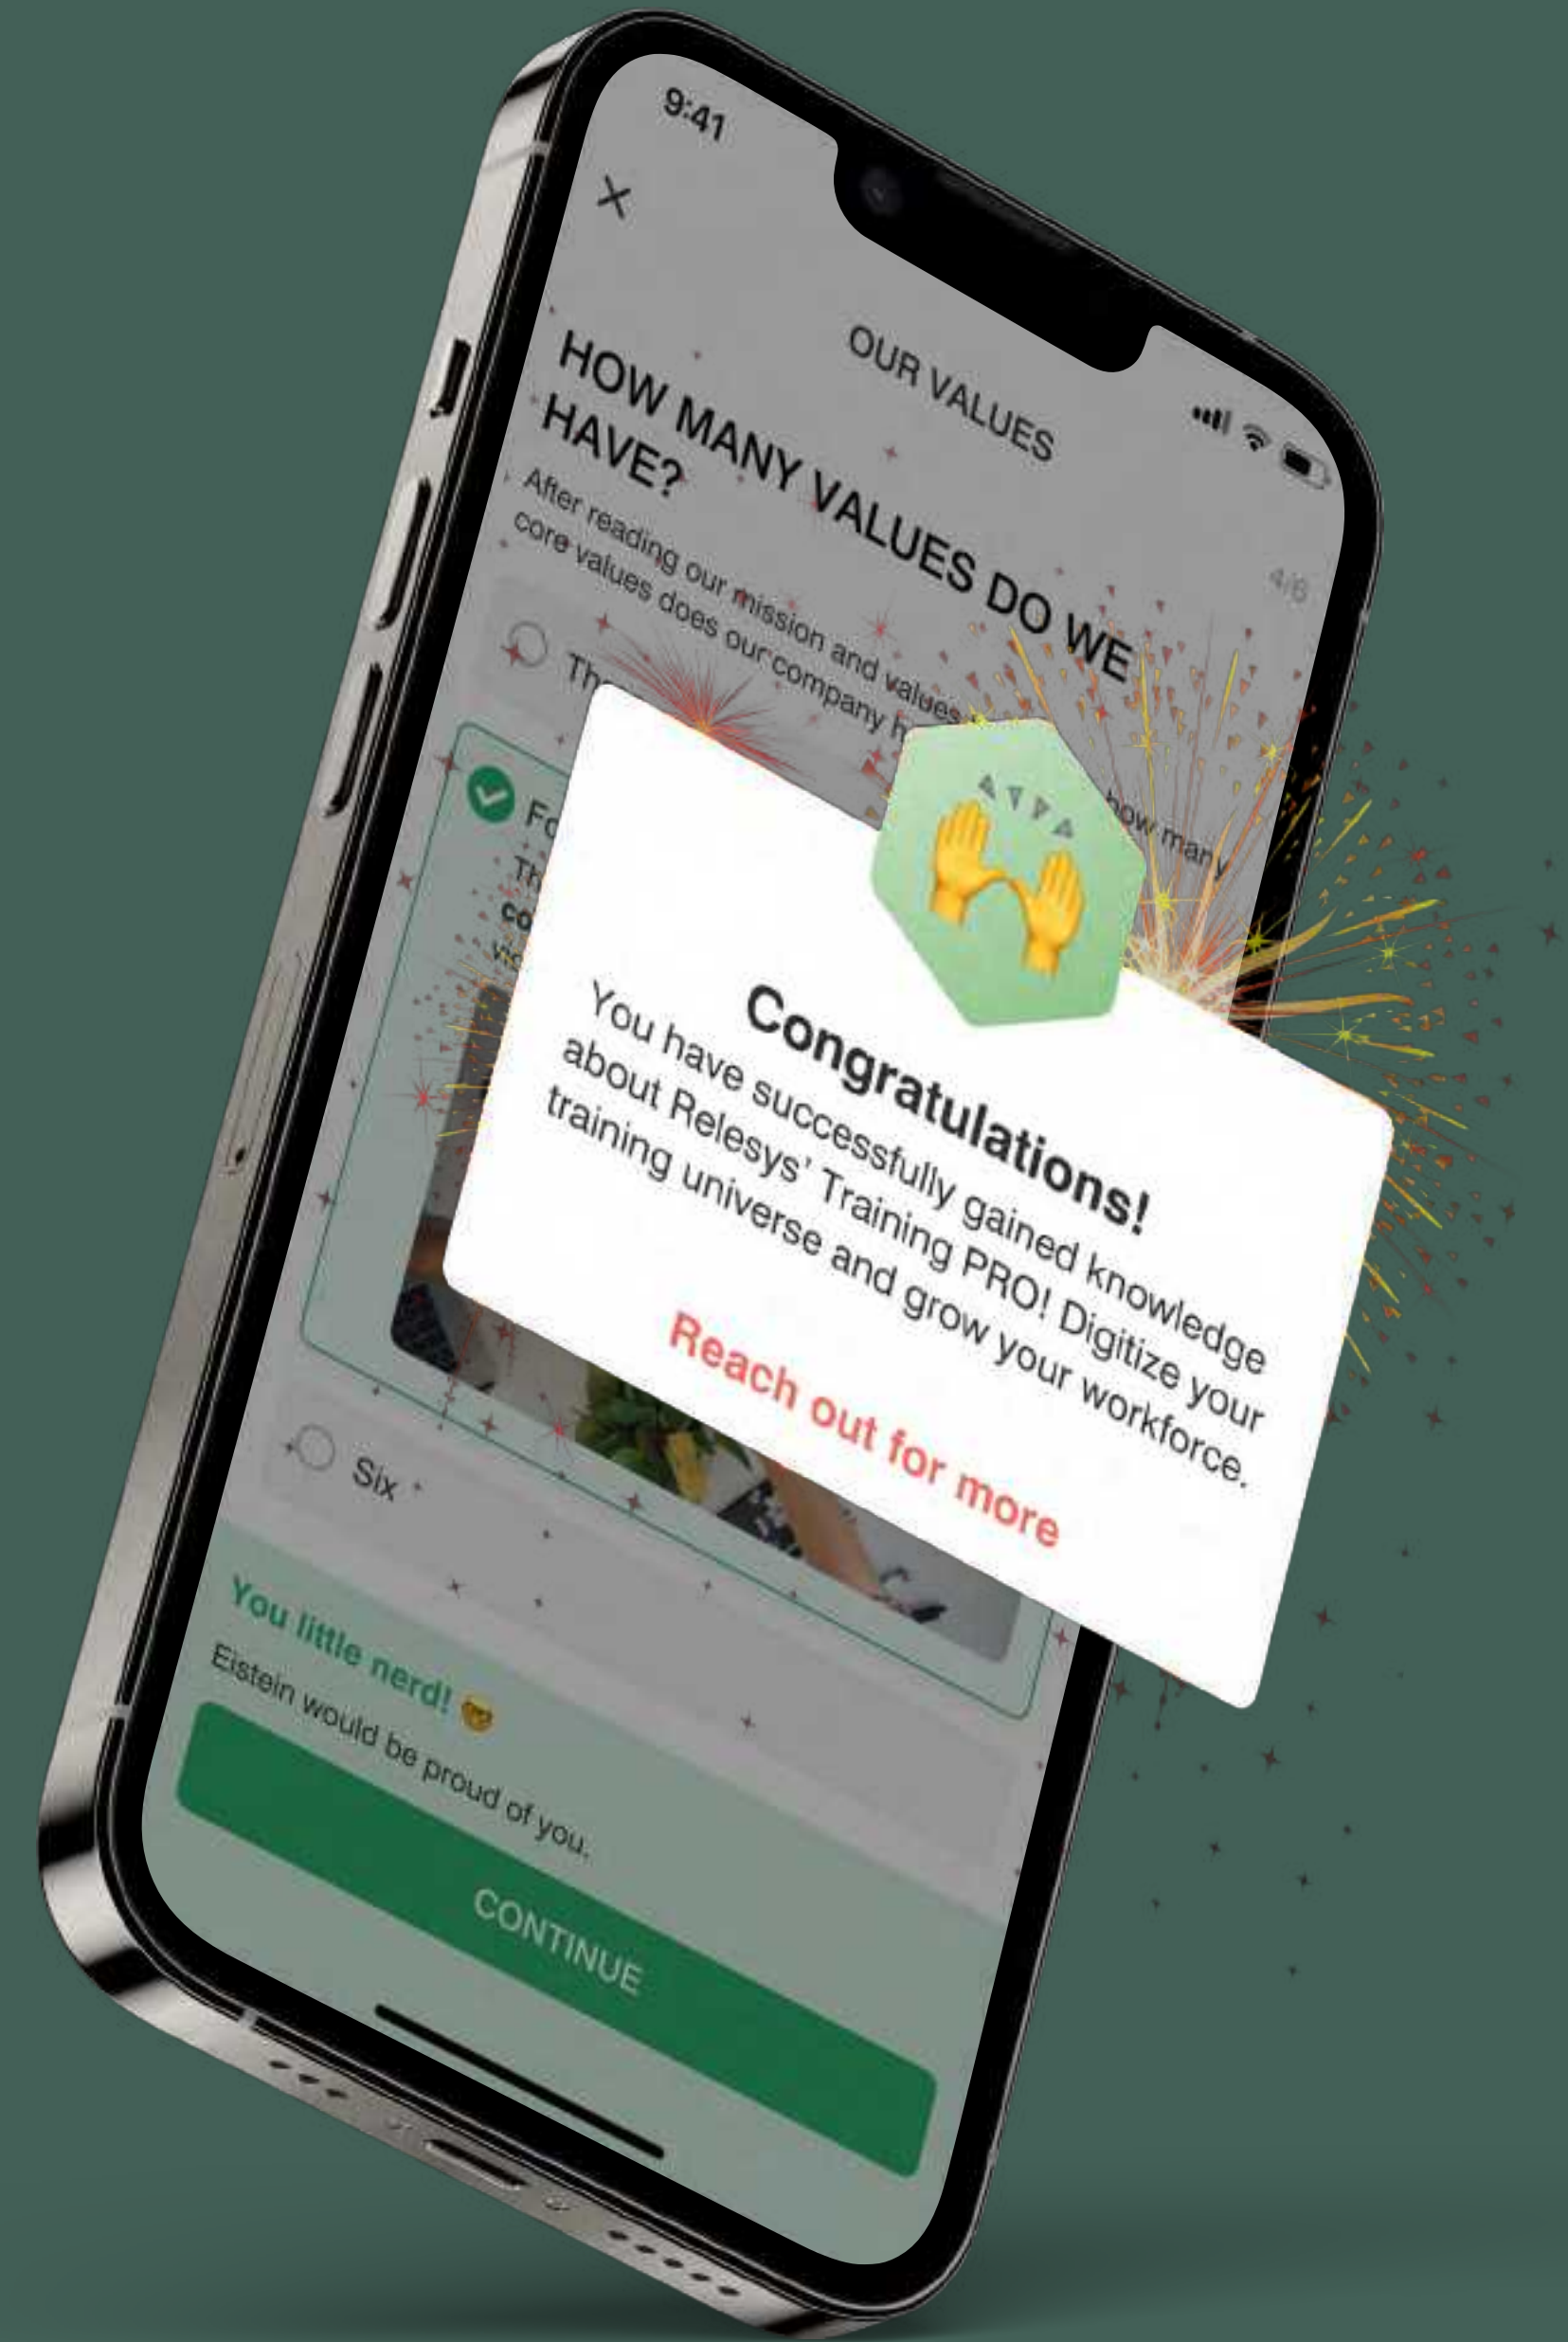 9:41
OUR VALUES
4/6
HOW MANY VALUES DO WE
HAVE?
After reading our mission and values how many
core values does our company
Six
Congratulations!
You have successfully gained knowledge
about Relesys' Training PRO! Digitize your
training universe and grow your workforce.
Reach out for more
You little nerd!
Eistein would be proud of you.
CONTINUE